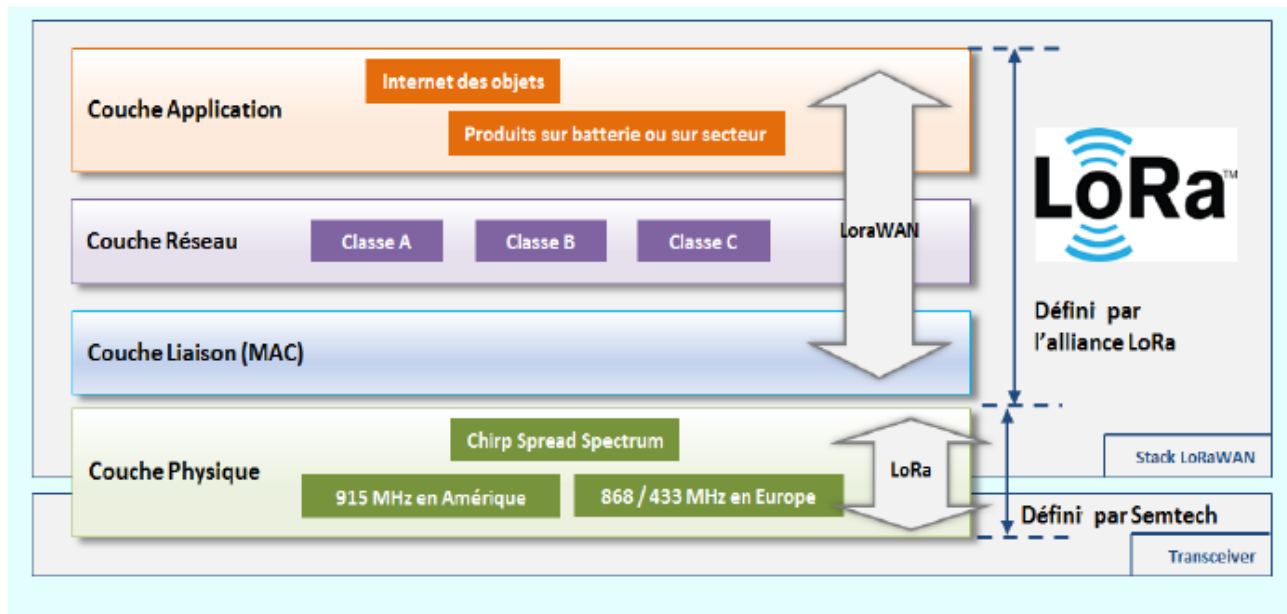 Internet des objets
Couche Application
Produits sur batterie ou sur secteur
LoRa™
Couche Réseau
Classe A
Classe B
Classe C
LoraWAN
Défini par
l'alliance LoRa
Couche Liaison (MAC)
Chirp Spread Spectrum
Couche Physique
LoRa
Stack LoRaWAN
915 MHz en Amérique
868 / 433 MHz en Europe
Défini par Semtech
Transceiver